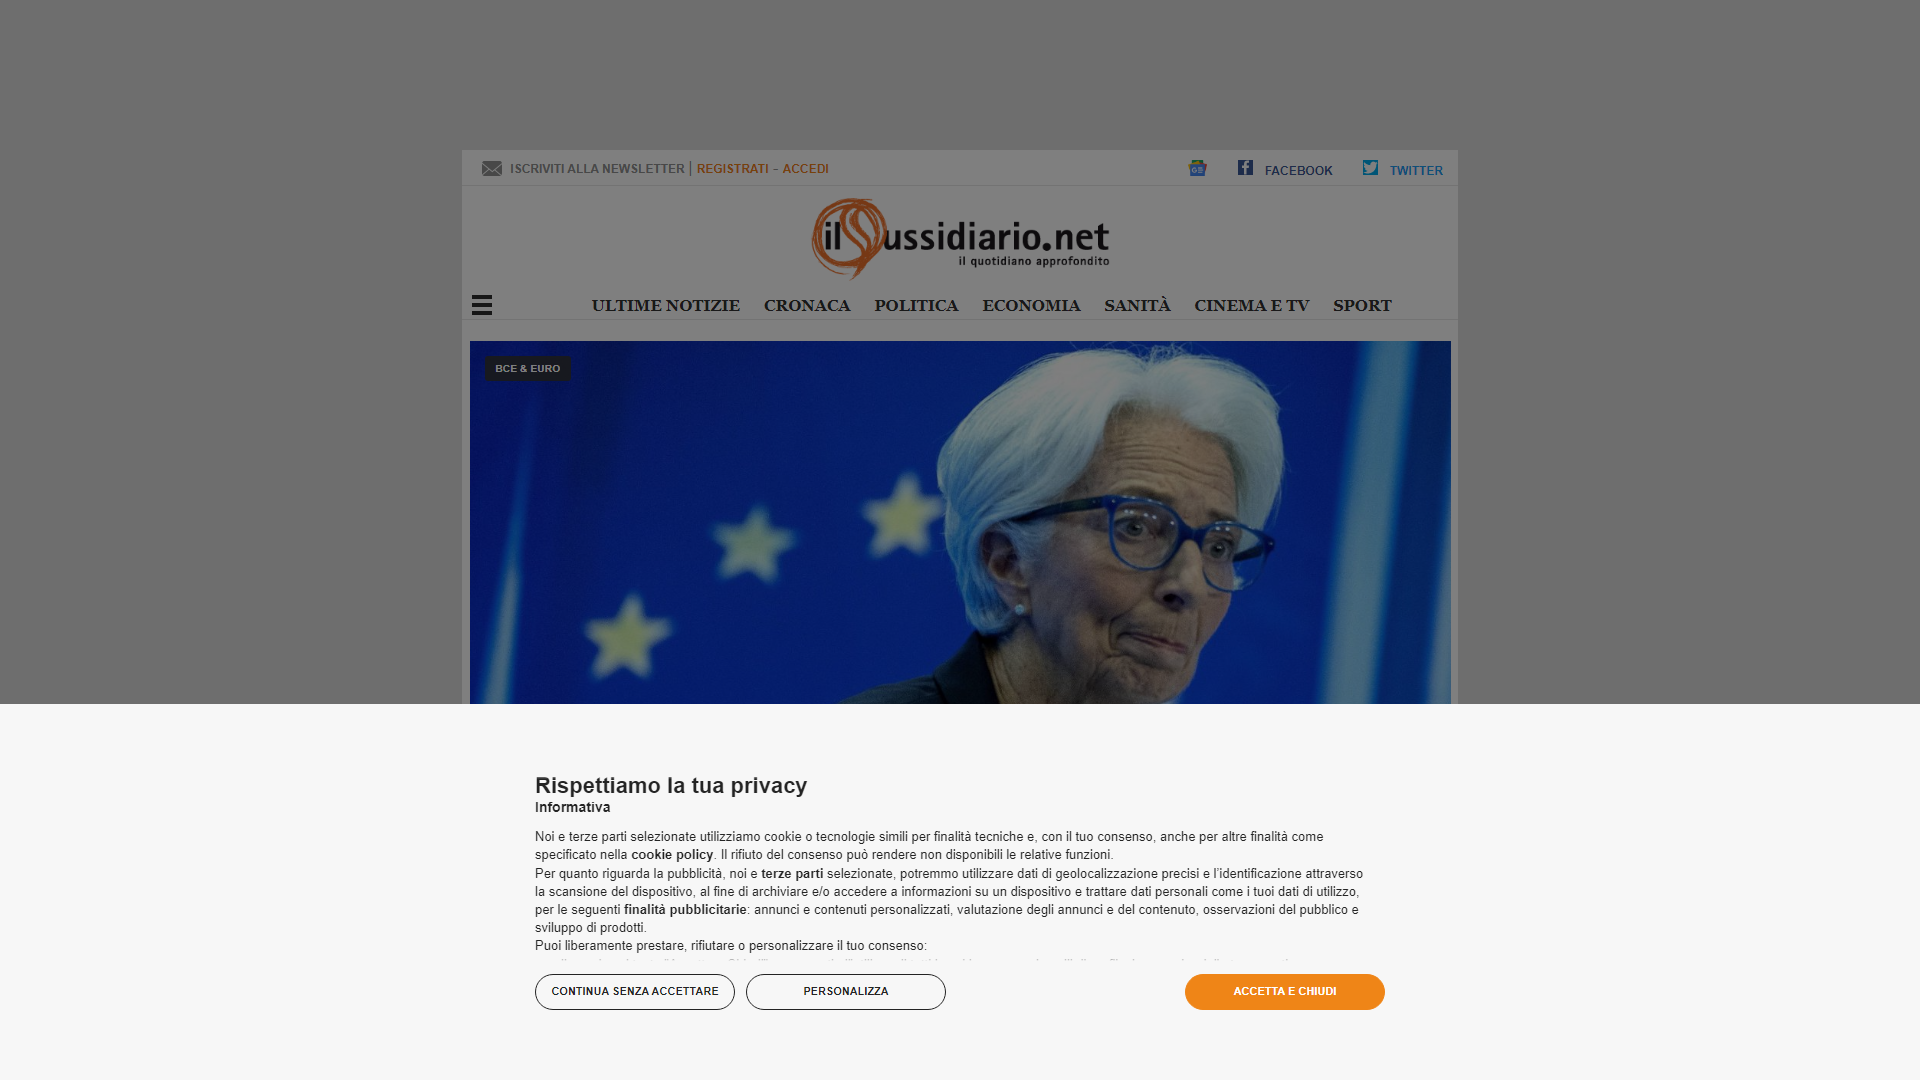 ISCRIVITI ALLA NEWSLETTER | REGISTRATI - ACCEDI
FACEBOOK
TWITTER
ilSussidiario.net
il quotidiano approfondito
ULTIME NOTIZIE CRONACA POLITICA ECONOMIA SANITÀ CINEMA E TV SPORT
BCE & EURO
Rispettiamo la tua privacy
Informativa
Noi e terze parti selezionate utilizziamo cookie o tecnologie simili per finalità tecniche e, con il tuo consenso, anche per altre finalità come
specificato nella cookie policy. Il rifiuto del consenso può rendere non disponibili le relative funzioni.
Per quanto riguarda la pubblicità, noi e terze parti selezionate, potremmo utilizzare dati di geolocalizzazione precisi e l'identificazione attraverso
la scansione del dispositivo, al fine di archiviare e/o accedere a informazioni su un dispositivo e trattare dati personali come i tuoi dati di utilizzo,
per le seguenti finalità pubblicitarie: annunci e contenuti personalizzati, valutazione degli annunci e del contenuto, osservazioni del pubblico e
sviluppo di prodotti.
Puoi liberamente prestare, rifiutare o personalizzare il tuo consenso:
CONTINUA SENZA ACCETTARE
PERSONALIZZA
ACCETTA E CHIUDI